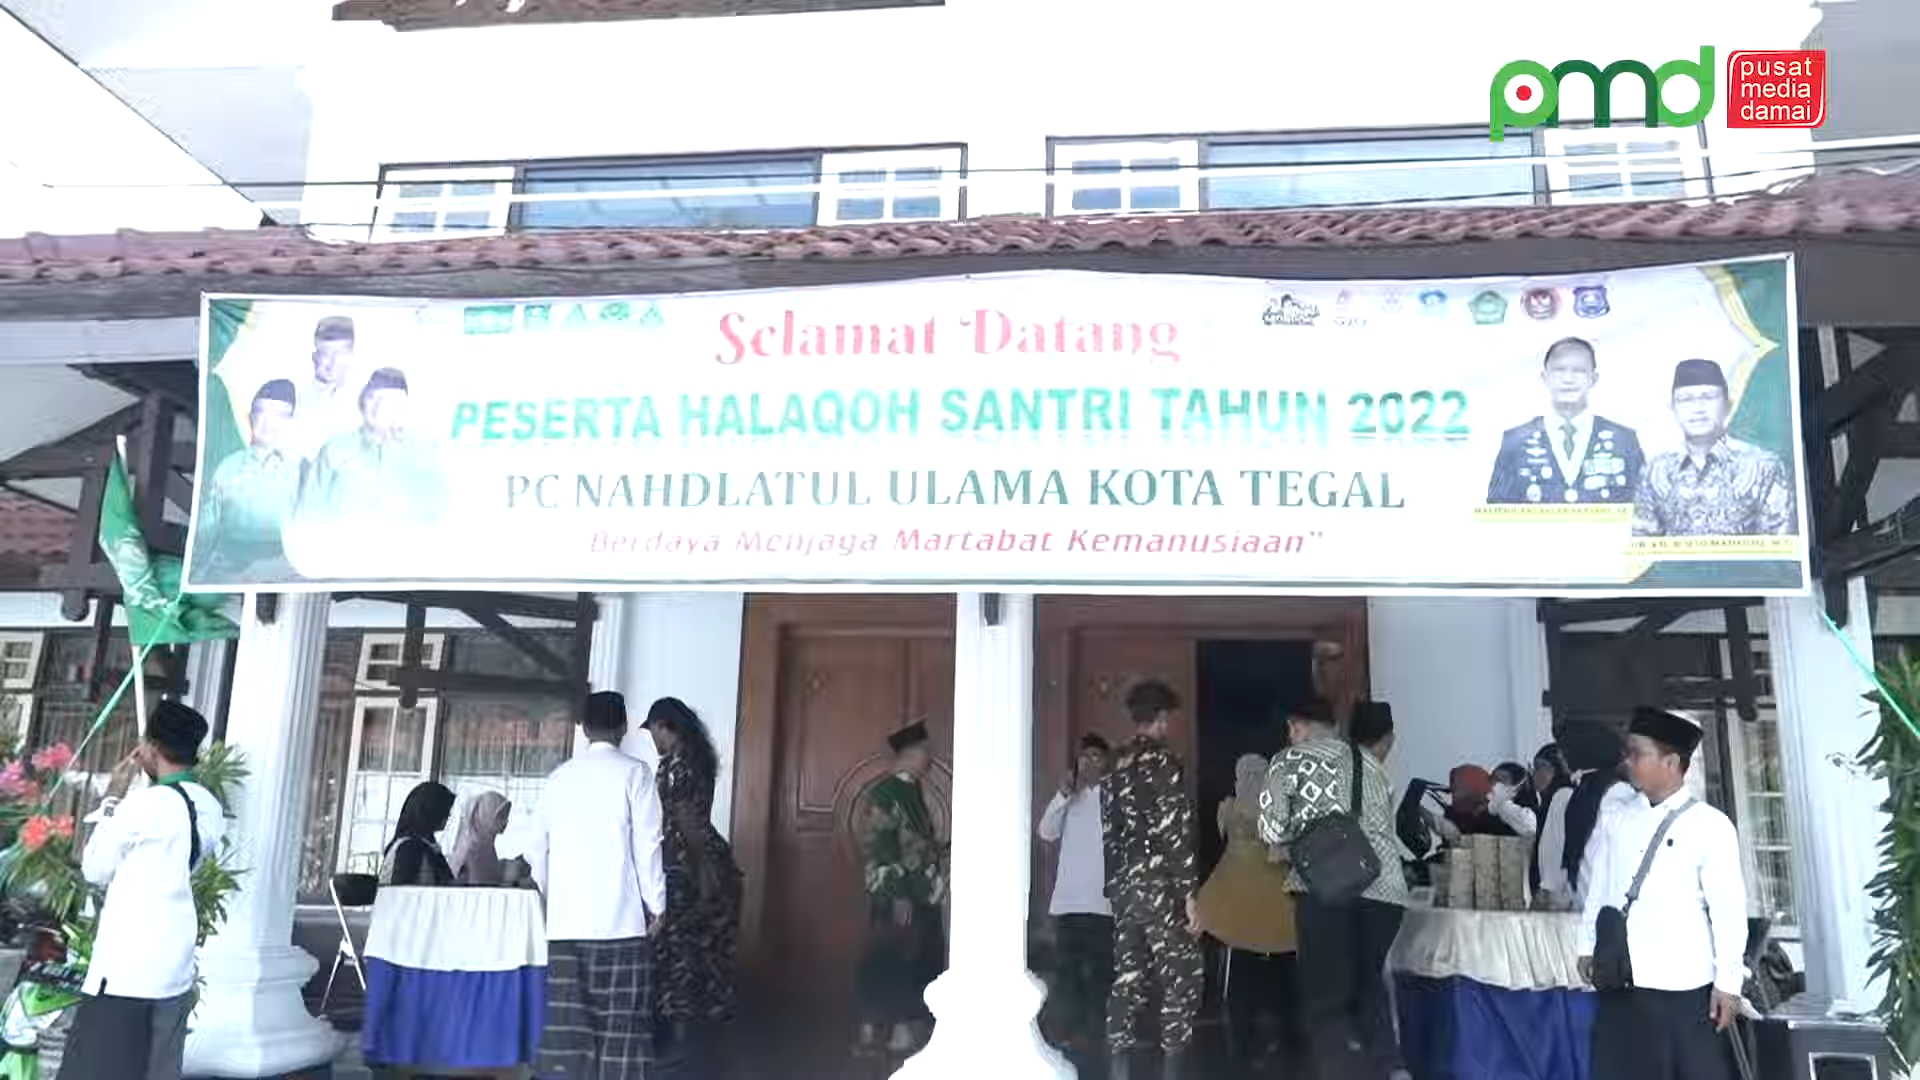 pmd
pusat
media
damai
Selamat Datang
PESERTA HALAQOH SANTRI TAHUN 2022
PC NAHDLATUL ULAMA KOTA TEGAL
Berdaya Menjaga Martabat Kemanusiaan"